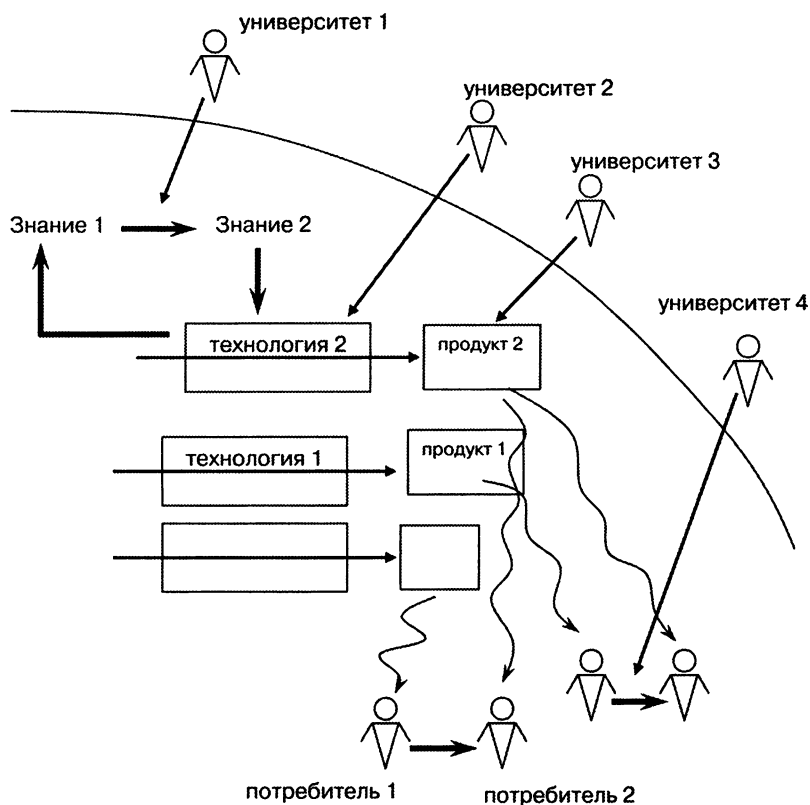 университет 1
университет 2
университет 3
Знание 1
Знание 2
университет 4
технология 2
продукт 2
технология 1
продукт 1
потребитель 1
потребитель 2